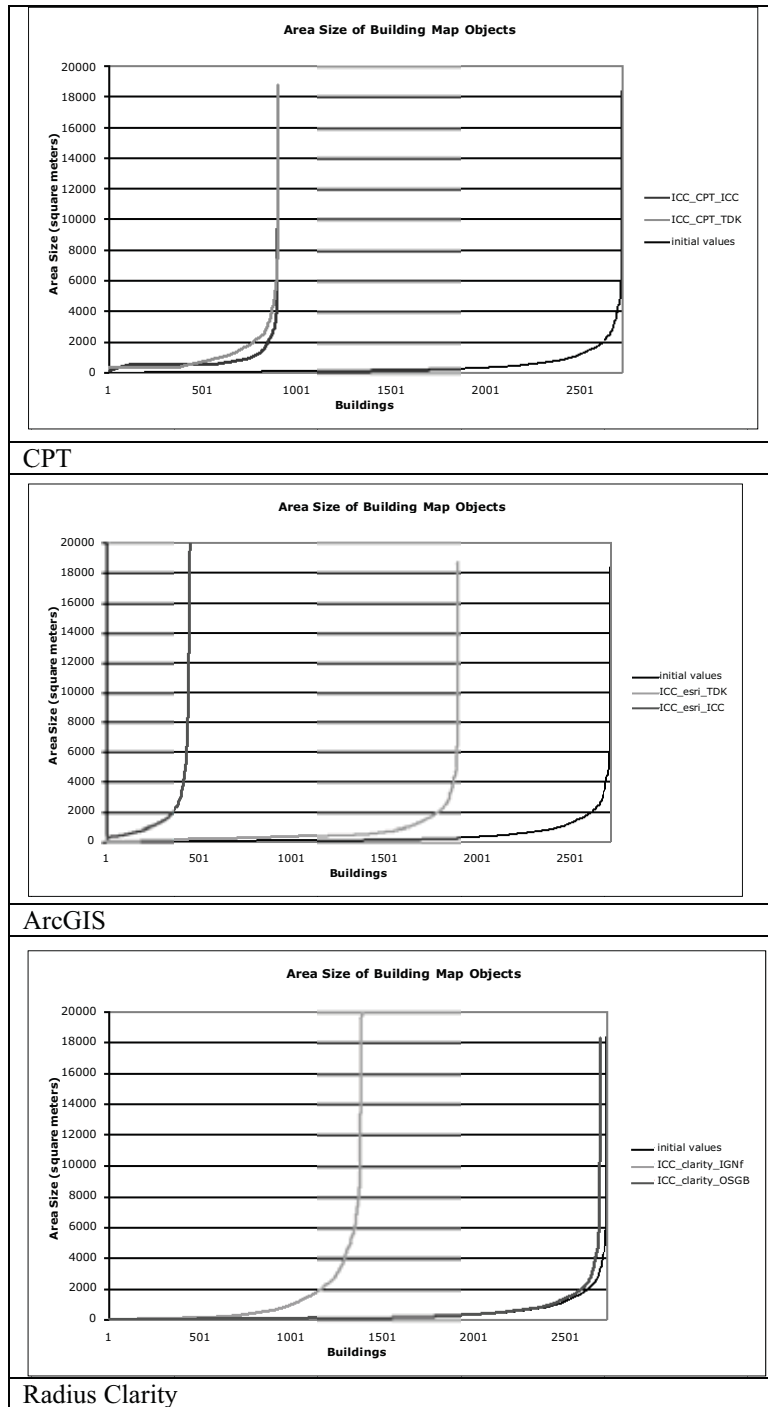 Area Size of Building Map Objects
Area Size (square meters)
20000
18000
16000
14000
12000
10000
8000
6000
4000
2000
0
1
501
1001
1501
2001
2501
Buildings
ICC_CPT_ICC
ICC_CPT_TDK
initial values
CPT
Area Size of Building Map Objects
Area Size (square meters)
20000
18000
16000
14000
12000
10000
8000
6000
4000
2000
0
1
501
1001
1501
2001
2501
Buildings
initial values
ICC_esri_TDK
ICC_esri_ICC
ArcGIS
Area Size of Building Map Objects
Area Size (square meters)
20000
18000
16000
14000
12000
10000
8000
6000
4000
2000
0
1
501
1001
1501
2001
2501
Buildings
initial values
ICC_clarity_IGNf
ICC_clarity_OSGB
Radius Clarity